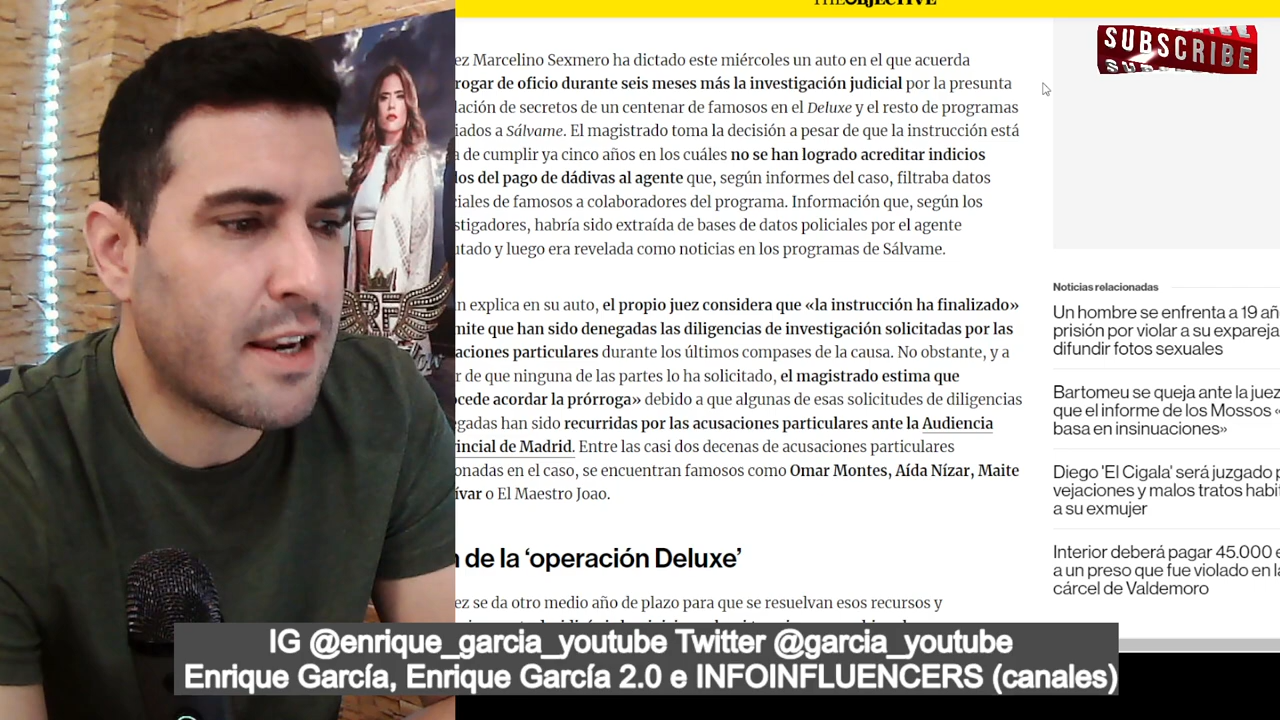 THEOBJECTIVE
SUBSCRIBE
ez Marcelino Sexmero ha dictado este miércoles un auto en el que acuerda
rogar de oficio durante seis meses más la investigación judicial por la presunta
lación de secretos de un centenar de famosos en el Deluxe y el resto de programas
iados a Sálvame. El magistrado toma la decisión a pesar de que la instrucción está
a de cumplir ya cinco años en los cuáles no se han logrado acreditar indicios
los del pago de dádivas al agente que, según informes del caso, filtraba datos
ciales de famosos a colaboradores del programa. Información que, según los
stigadores, habría sido extraída de bases de datos policiales por el agente
utado y luego era revelada como noticias en los programas de Sálvame.
n explica en su auto, el propio juez considera que «la instrucción ha finalizado»
mite que han sido denegadas las diligencias de investigación solicitadas por las
aciones particulares durante los últimos compases de la causa. No obstante, y a
r de que ninguna de las partes lo ha solicitado, el magistrado estima que
ocede acordar la prórroga» debido a que algunas de esas solicitudes de diligencias
egadas han sido recurridas por las acusaciones particulares ante la Audiencia
incial de Madrid. Entre las casi dos decenas de acusaciones particulares
onadas en el caso, se encuentran famosos como Omar Montes, Aída Nízar, Maite
ívar o El Maestro Joao.
n de la ‘operación Deluxe’
ez se da otro medio año de plazo para que se resuelvan esos recursos y
Noticias relacionadas
Un hombre se enfrenta a 19 añ
prisión por violar a su expareja
difundir fotos sexuales
Bartomeu se queja ante la juez
que el informe de los Mossos «
basa en insinuaciones»
Diego 'El Cigala' será juzgado p
vejaciones y malos tratos habit
a su exmujer
Interior deberá pagar 45.000 e
a un preso que fue violado en la
cárcel de Valdemoro
IG @enrique_garcia_youtube Twitter @garcia_youtube
Enrique García, Enrique García 2.0 e INFOINFLUENCERS (canales)